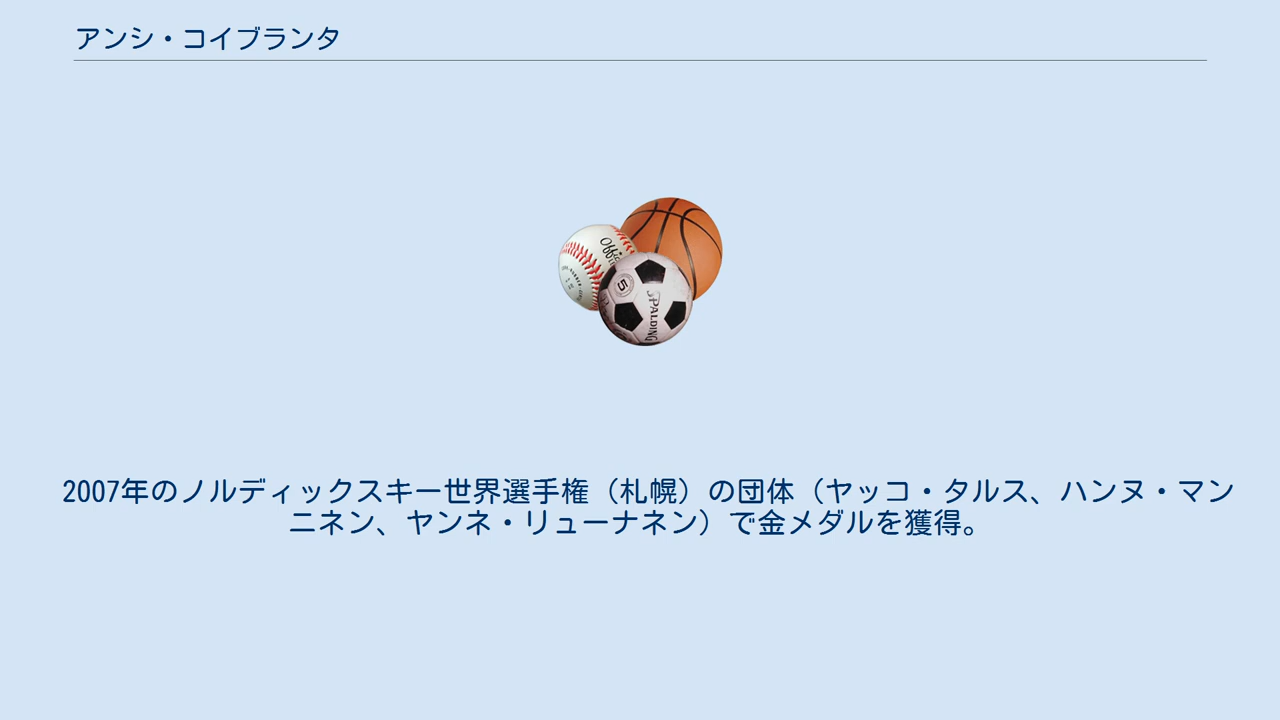 アンシ・コイブランタ
Offici
5
SPALDING
2007年のノルディックスキー世界選手権（札幌）の団体（ヤッコ・タルス、ハンヌ・マン
ニネン、ヤンネ・リューナネン）で金メダルを獲得。